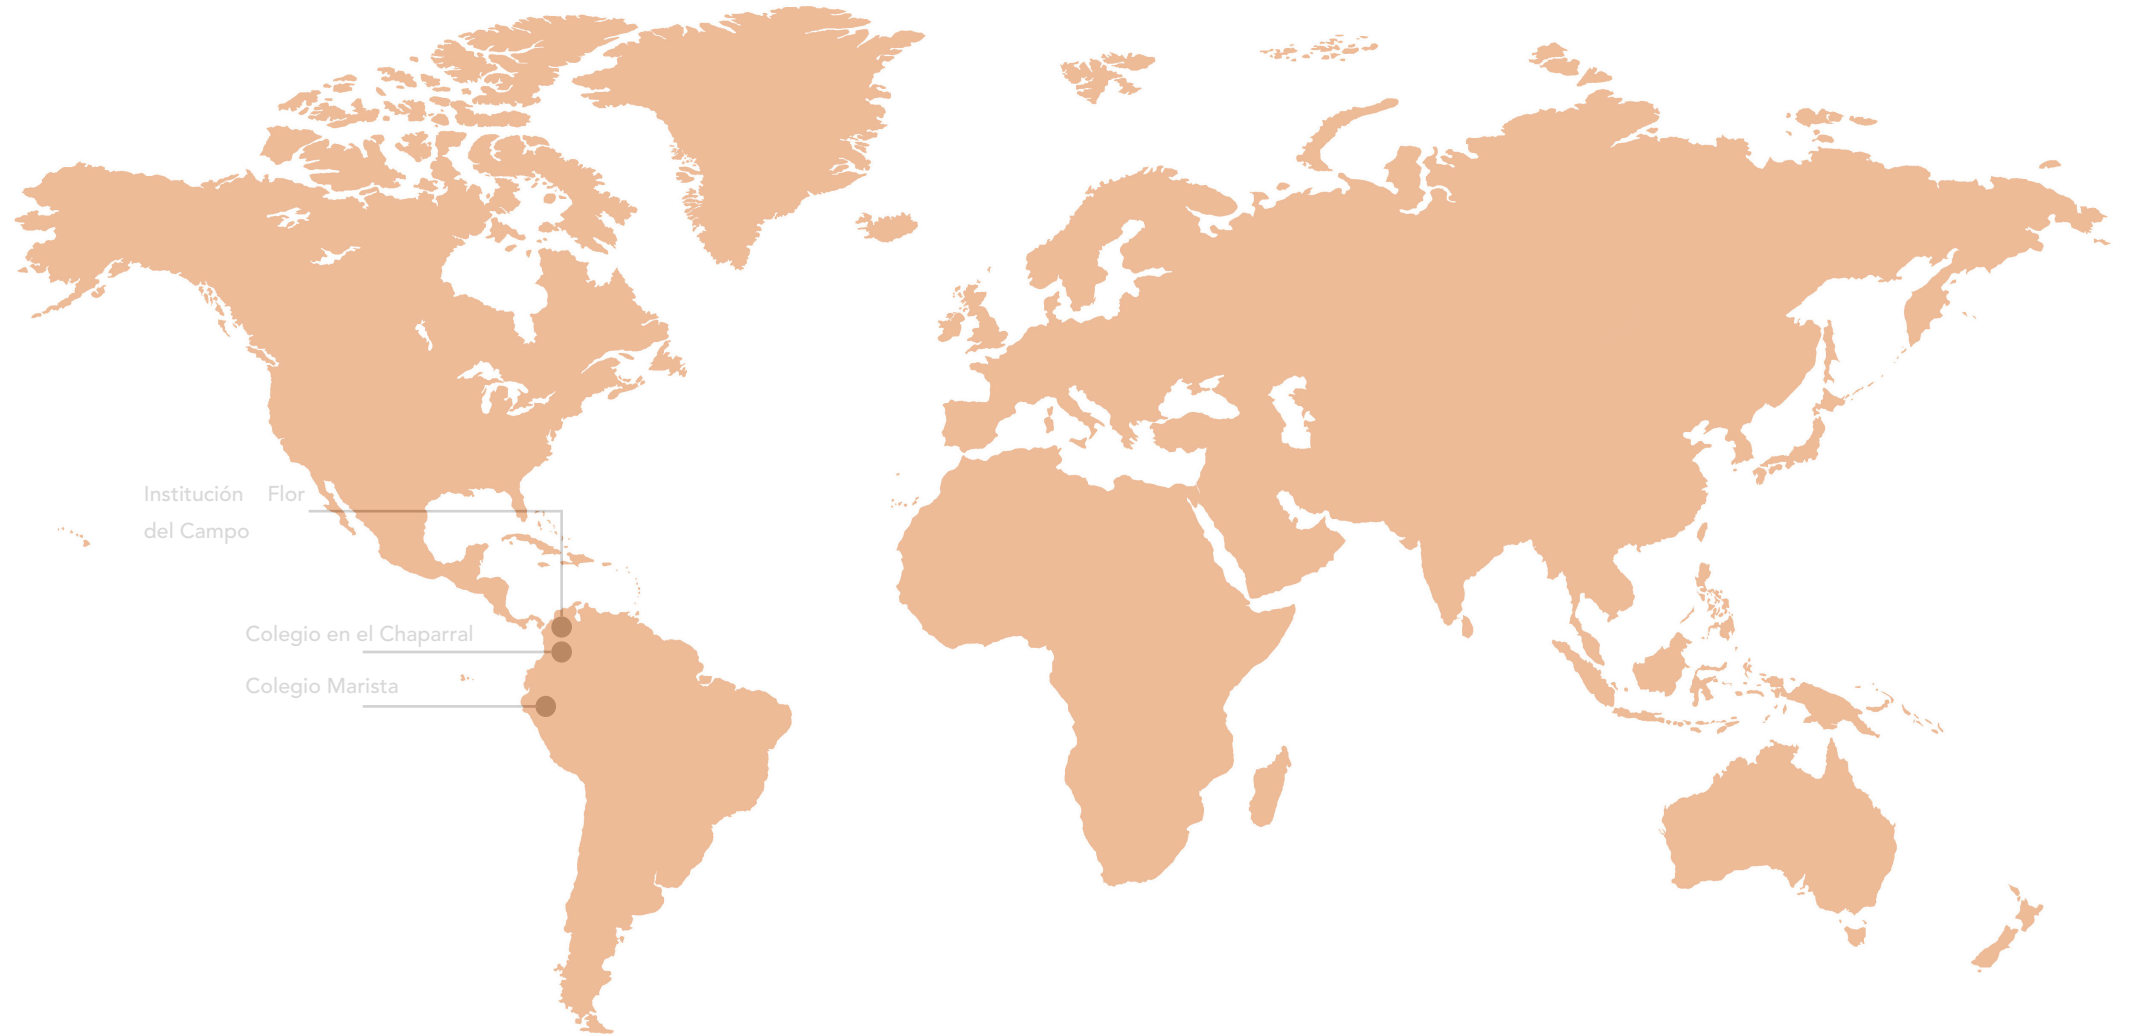 Institución Flor
del Campo
Colegio en el Chaparral
Colegio Marista